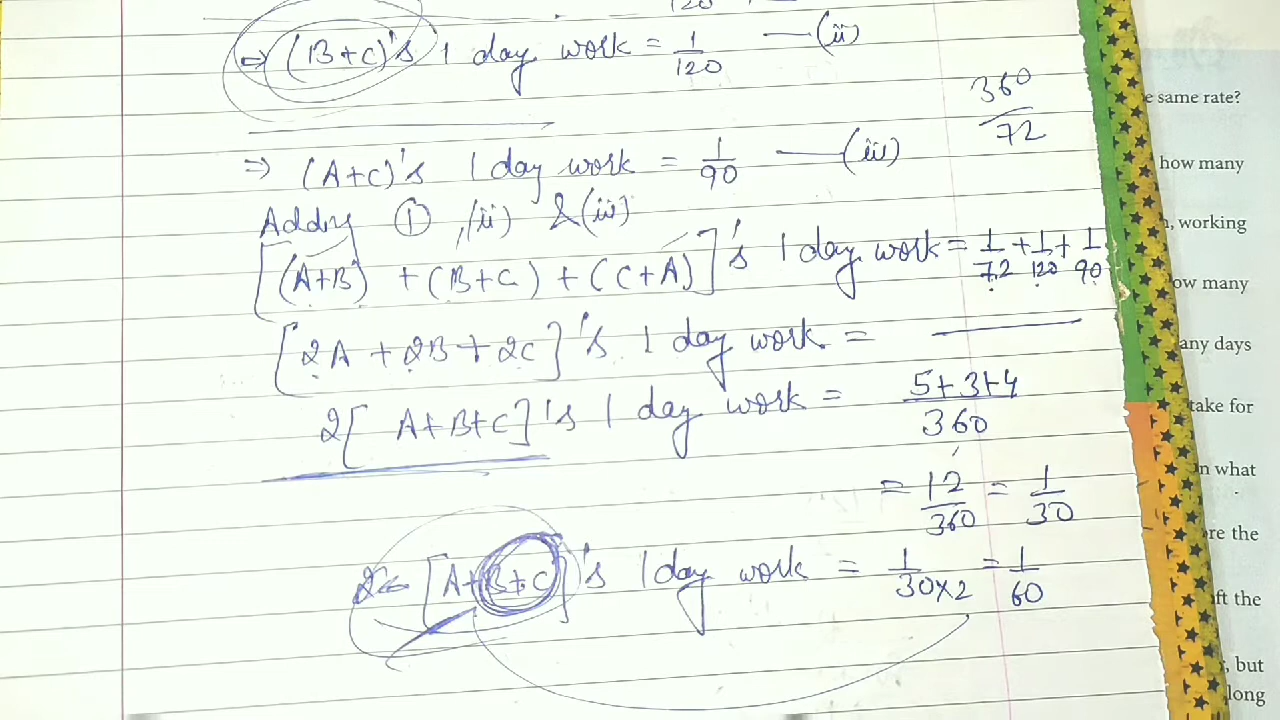 120
⇒ (B+C)'s 1 day work = 1/120 —(ii)
360/72
⇒ (A+C)'s 1 day work = 1/90 —(iii)
Adding ①, (ii) & (iii)
[(A+B) + (B+C) + (C+A)]'s 1 day work = 1/72 + 1/120 + 1/90
[2A + 2B + 2C]'s 1 day work =
2[A+B+C]'s 1 day work = 5+3+4/360
= 12/360 = 1/30
[A+B+C]'s 1 day work = 1/30×2 = 1/60
same rate?
how many
working
many
any days
take for
what
the
the
but
long